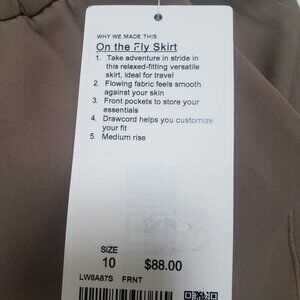 WHY WE MADE THIS
On the Fly Skirt
1. Take adventure in stride in
this relaxed-fitting versatile
skirt, ideal for travel
2. Flowing fabric feels smooth
against your skin
3. Front pockets to store your
essentials
4. Drawcord helps you customize
your fit
5. Medium rise
SIZE
10 $88.00
LW8A87S FRNT